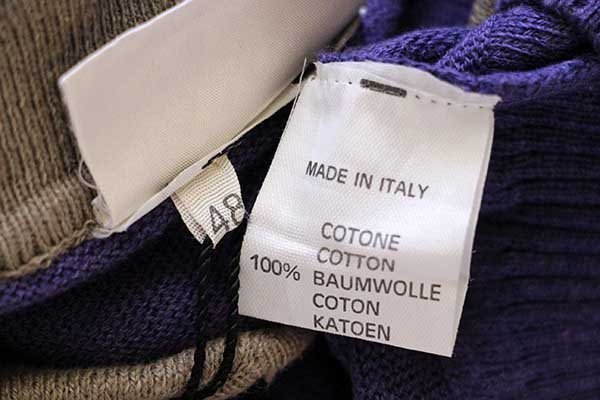 48
MADE IN ITALY
COTONE
COTTON
100% BAUMWOLLE
COTON
KATOEN